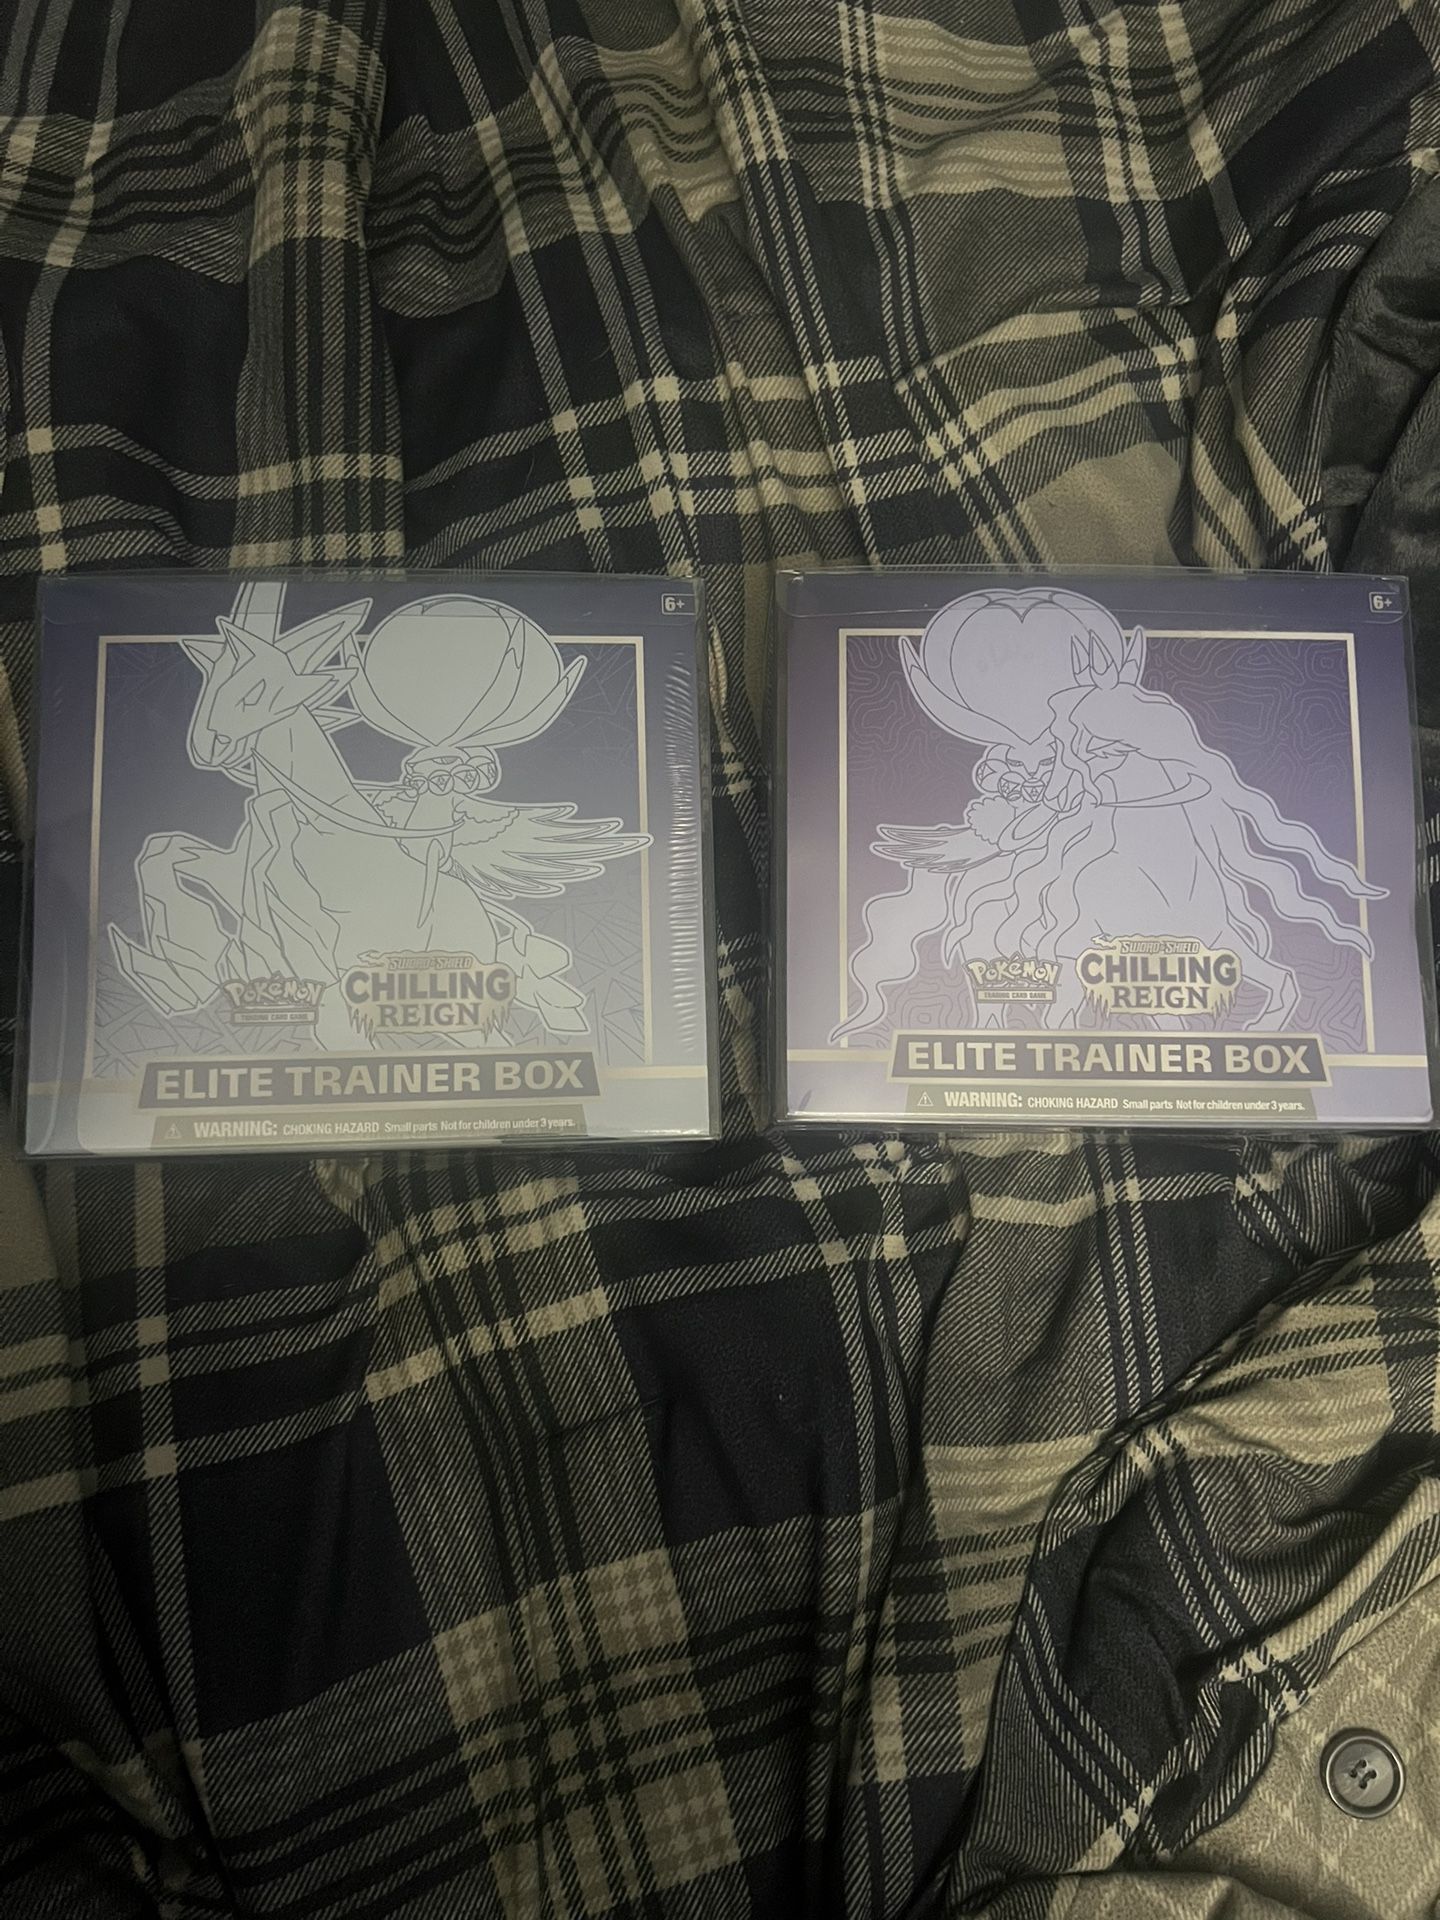 6+
Pokémon
TRADING CARD GAME
SWORD & SHIELD
CHILLING
REIGN
ELITE TRAINER BOX
WARNING: CHOKING HAZARD Small parts Not for children under 3 years.
6+
Pokémon
TRADING CARD GAME
SWORD & SHIELD
CHILLING
REIGN
ELITE TRAINER BOX
WARNING: CHOKING HAZARD Small parts Not for children under 3 years.